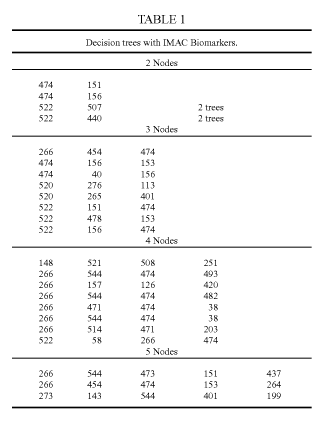 TABLE 1
Decision trees with IMAC Biomarkers.
2 Nodes
474 151
474 156
522 507 2 trees
522 440 2 trees
3 Nodes
266 454 474
474 156 153
474 40 156
520 276 113
520 265 401
522 151 474
522 478 153
522 156 474
4 Nodes
148 521 508 251
266 544 474 493
266 157 126 420
266 544 474 482
266 471 474 38
266 544 474 38
266 514 471 203
522 58 266 474
5 Nodes
266 544 473 151 437
266 454 474 153 264
273 143 544 401 199